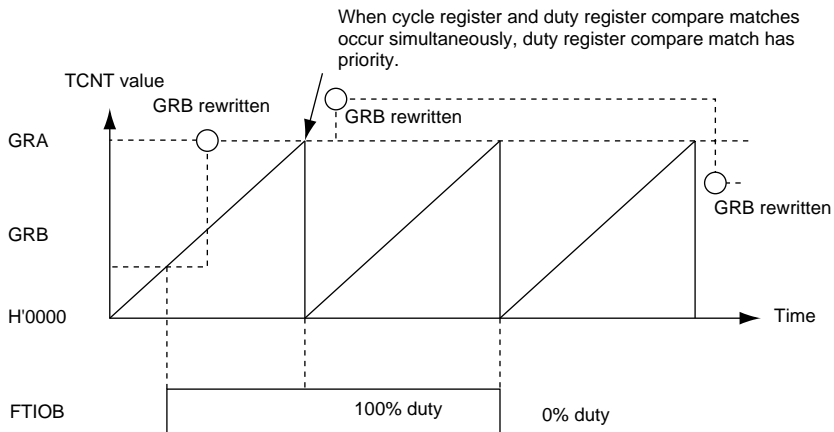 When cycle register and duty register compare matches
occur simultaneously, duty register compare match has
priority.
TCNT value
GRB rewritten
GRB rewritten
GRA
GRB rewritten
GRB
H'0000
Time
FTIOB
100% duty
0% duty